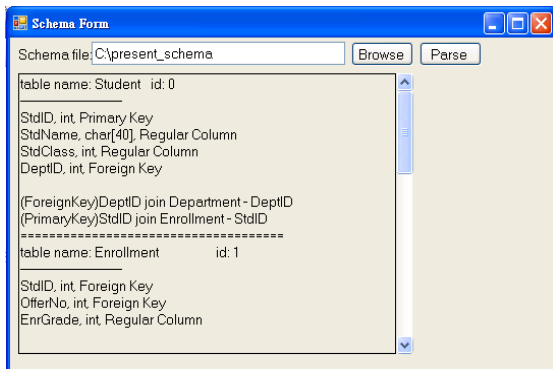 Schema Form
Schema file: C:\present_schema Browse Parse
table name: Student id: 0
--------------------
StdID, int, Primary Key
StdName, char[40], Regular Column
StdClass, int, Regular Column
DeptID, int, Foreign Key
(ForeignKey)DeptID join Department - DeptID
(PrimaryKey)StdID join Enrollment - StdID
=====================================
table name: Enrollment id: 1
--------------------
StdID, int, Foreign Key
OfferNo, int, Foreign Key
EnrGrade, int, Regular Column